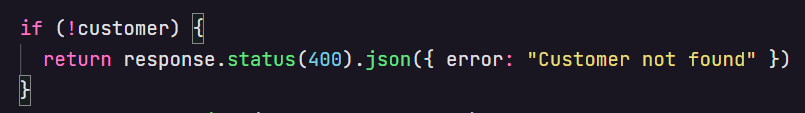 if (!customer) {
return response.status(400).json({ error: "Customer not found" })
}